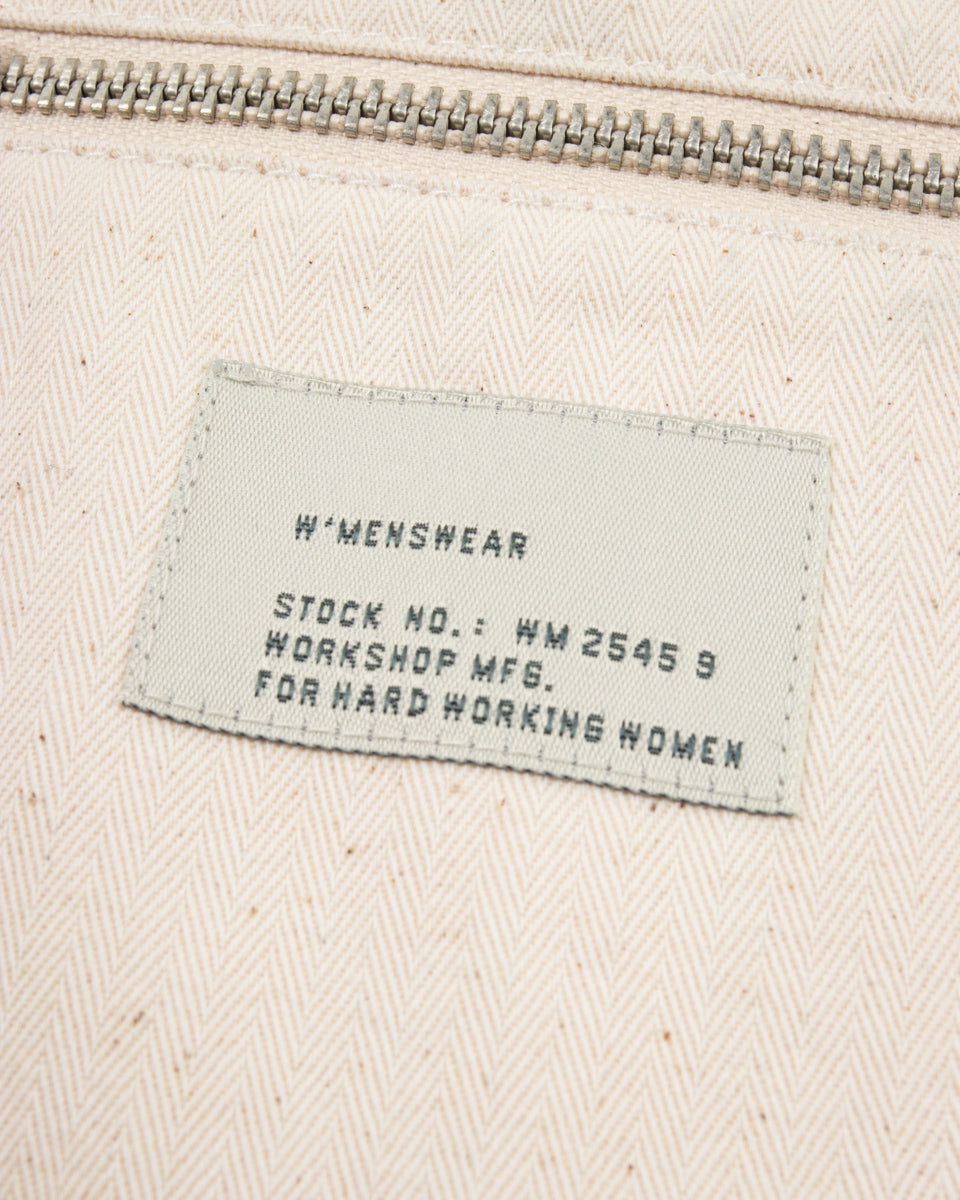 W'MENSWEAR
STOCK NO.: WM 2545 9
WORKSHOP MFG.
FOR HARD WORKING WOMEN